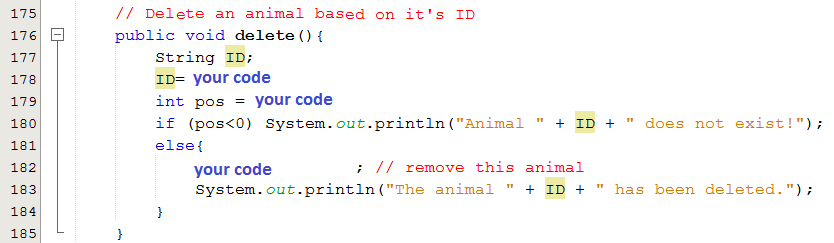 175 // Delete an animal based on it's ID
176 public void delete(){
177 String ID;
178 ID= your code
179 int pos = your code
180 if (pos<0) System.out.println("Animal " + ID + " does not exist!");
181 else{
182 your code ; // remove this animal
183 System.out.println("The animal " + ID + " has been deleted.");
184 }
185 }